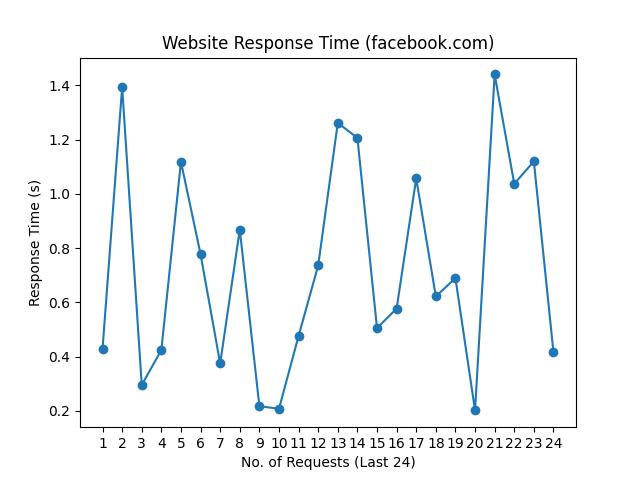 Website Response Time (facebook.com)
1.4
1.2
1.0
0.8
0.6
0.4
0.2
Response Time (s)
1 2 3 4 5 6 7 8 9 10 11 12 13 14 15 16 17 18 19 20 21 22 23 24
No. of Requests (Last 24)